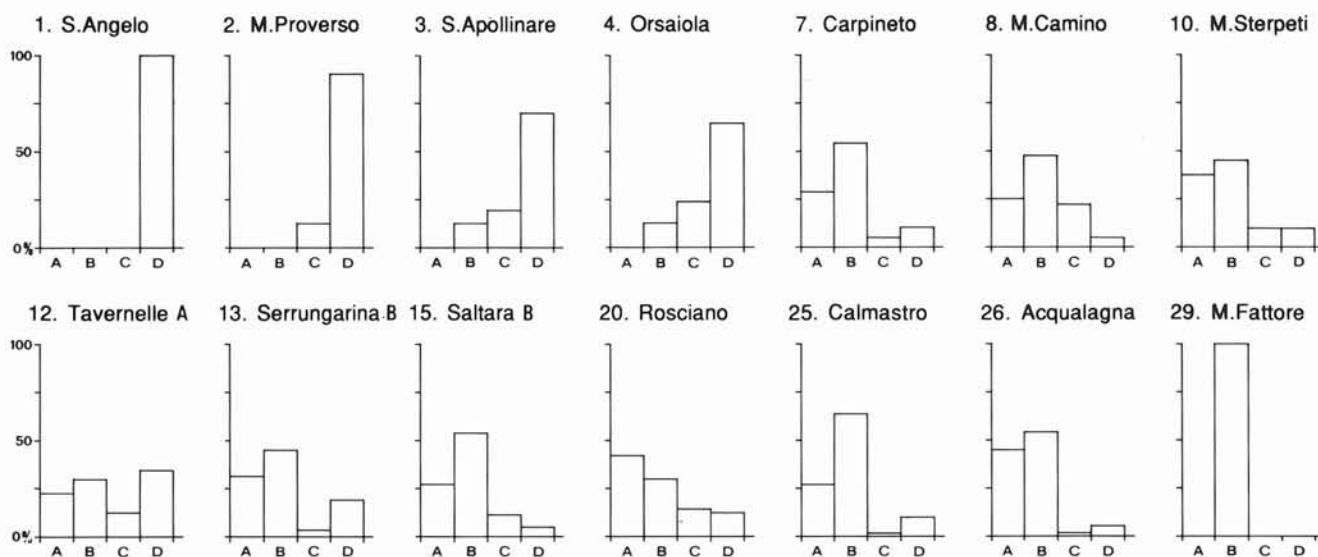 1. S.Angelo 2. M.Proverso 3. S.Apollinare 4. Orsaiola 7. Carpineto 8. M.Camino 10. M.Sterpeti
100
50
0%
A B C D A B C D A B C D A B C D A B C D A B C D A B C D
12. Tavernelle A 13. Serrungarina B 15. Saltara B 20. Rosciano 25. Calmastro 26. Acqualagna 29. M.Fattore
100
50
0%
A B C D A B C D A B C D A B C D A B C D A B C D A B C D